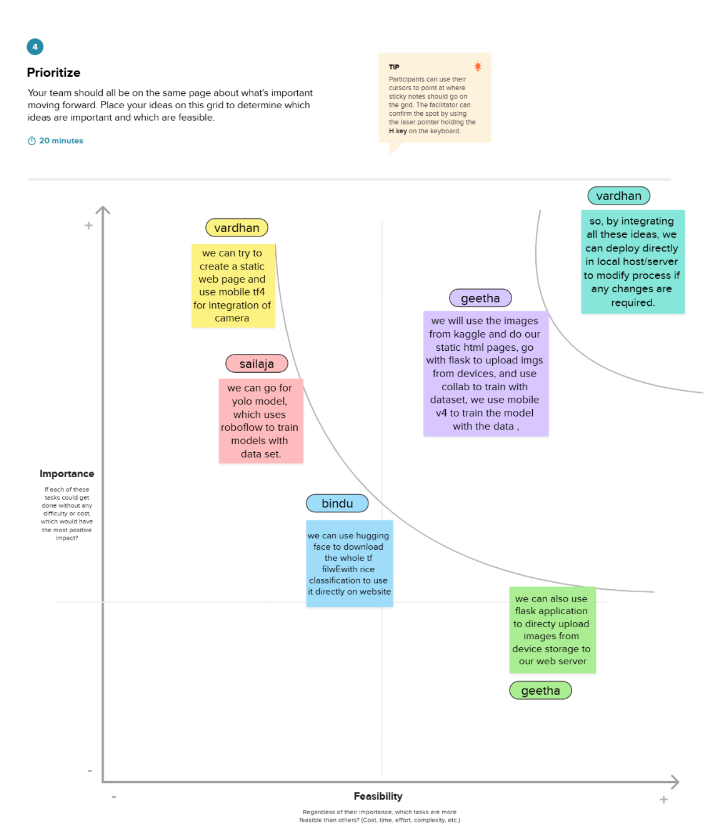 4
Prioritize
Your team should all be on the same page about what's important
moving forward. Place your ideas on this grid to determine which
ideas are important and which are feasible.
20 minutes
TIP
Participants can use their
cursors to point at where
sticky notes should go on
the grid. The facilitator can
confirm the spot by using
the laser pointer holding the
H key on the keyboard.
vardhan
so, by integrating
all these ideas, we
can deploy directly
in local host/server
to modify process if
any changes are
required.
+
vardhan
we can try to
create a static
web page and
use mobile tf4
for integration of
camera
geetha
we will use the images
from kaggle and do our
static html pages, go
with flask to upload imgs
from devices, and use
collab to train with
dataset, we use mobile
v4 to train the model
with the data ,
sailaja
we can go for
yolo model,
which uses
roboflow to train
models with
data set.
Importance
If each of these
tasks could get
done without any
difficulty or cost,
which would have
the most positive
impact?
bindu
we can use hugging
face to download
the whole tf
filwEwith rice
classification to use
it directly on website
we can also use
flask application
to directy upload
images from
device storage to
our web server
geetha
-
-
Feasibility
+
Regardless of their importance, which tasks are more
feasible than others? (Cost, time, effort, complexity, etc.)